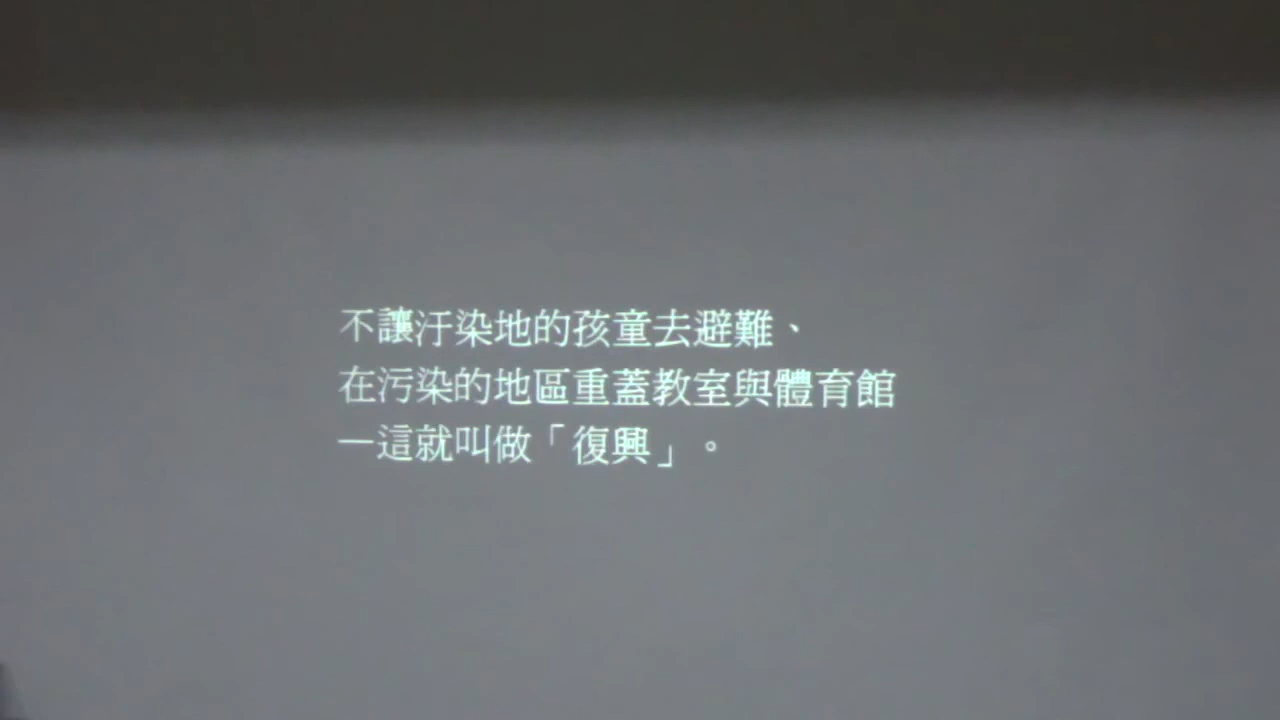 不讓汙染地的孩童去避難、
在污染的地區重蓋教室與體育館
—這就叫做「復興」。